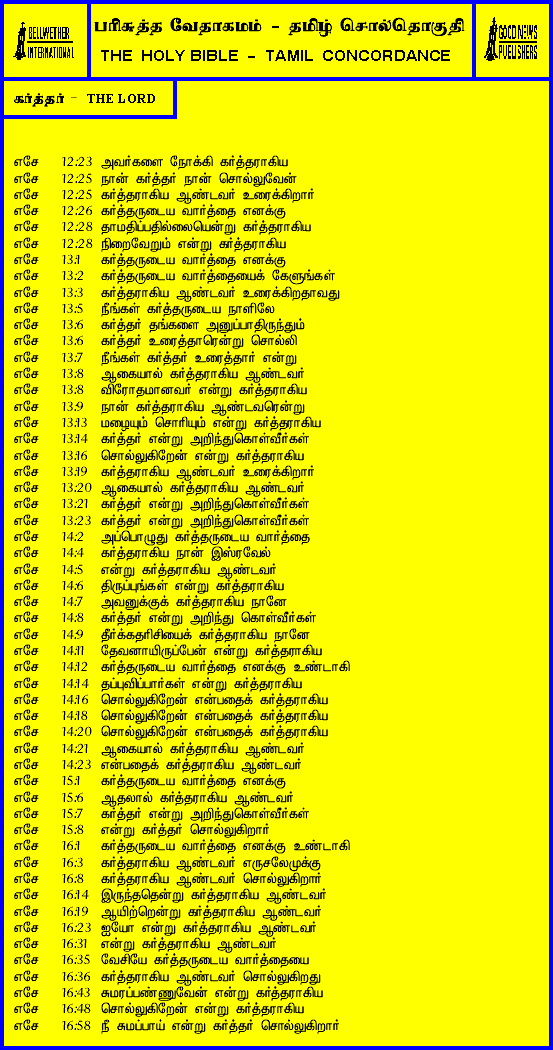 BELLWETHER
INTERNATIONAL
பரிசுத்த வேதாகமம் - தமிழ் சொல்தொகுதி
THE HOLY BIBLE - TAMIL CONCORDANCE
GOOD NEWS
PUBLISHERS
கர்த்தர் - THE LORD
எசே 12:23 அவர்களை நோக்கி கர்த்தராகிய
எசே 12:25 நான் கர்த்தர் நான் சொல்லுவேன்
எசே 12:25 கர்த்தராகிய ஆண்டவர் உரைக்கிறார்
எசே 12:26 கர்த்தருடைய வார்த்தை எனக்கு
எசே 12:28 தாமதிப்பதில்லையென்று கர்த்தராகிய
எசே 12:28 நிறைவேறும் என்று கர்த்தராகிய
எசே 13:1 கர்த்தருடைய வார்த்தை எனக்கு
எசே 13:2 கர்த்தருடைய வார்த்தையைக் கேளுங்கள்
எசே 13:3 கர்த்தராகிய ஆண்டவர் உரைக்கிறதாவது
எசே 13:5 நீங்கள் கர்த்தருடைய நாளிலே
எசே 13:6 கர்த்தர் தங்களை அனுப்பாதிருந்தும்
எசே 13:6 கர்த்தர் உரைத்தாரென்று சொல்லி
எசே 13:7 நீங்கள் கர்த்தர் உரைத்தார் என்று
எசே 13:8 ஆகையால் கர்த்தராகிய ஆண்டவர்
எசே 13:8 விரோதமானவர் என்று கர்த்தராகிய
எசே 13:9 நான் கர்த்தராகிய ஆண்டவரென்று
எசே 13:13 மழையும் சொரியும் என்று கர்த்தராகிய
எசே 13:14 கர்த்தர் என்று அறிந்துகொள்வீர்கள்
எசே 13:16 சொல்லுகிறேன் என்று கர்த்தராகிய
எசே 13:19 கர்த்தராகிய ஆண்டவர் உரைக்கிறார்
எசே 13:20 ஆகையால் கர்த்தராகிய ஆண்டவர்
எசே 13:21 கர்த்தர் என்று அறிந்துகொள்வீர்கள்
எசே 13:23 கர்த்தர் என்று அறிந்துகொள்வீர்கள்
எசே 14:2 அப்பொழுது கர்த்தருடைய வார்த்தை
எசே 14:4 கர்த்தராகிய நான் இஸ்ரவேல்
எசே 14:5 என்று கர்த்தராகிய ஆண்டவர்
எசே 14:6 திருப்புங்கள் என்று கர்த்தராகிய
எசே 14:7 அவனுக்குக் கர்த்தராகிய நானே
எசே 14:8 கர்த்தர் என்று அறிந்து கொள்வீர்கள்
எசே 14:9 தீர்க்கதரிசியைக் கர்த்தராகிய நானே
எசே 14:11 தேவனாயிருப்பேன் என்று கர்த்தராகிய
எசே 14:12 கர்த்தருடைய வார்த்தை எனக்கு உண்டாகி
எசே 14:14 தப்புவிப்பார்கள் என்று கர்த்தராகிய
எசே 14:16 சொல்லுகிறேன் என்பதைக் கர்த்தராகிய
எசே 14:18 சொல்லுகிறேன் என்பதைக் கர்த்தராகிய
எசே 14:20 சொல்லுகிறேன் என்பதைக் கர்த்தராகிய
எசே 14:21 ஆகையால் கர்த்தராகிய ஆண்டவர்
எசே 14:23 என்பதைக் கர்த்தராகிய ஆண்டவர்
எசே 15:1 கர்த்தருடைய வார்த்தை எனக்கு
எசே 15:6 ஆதலால் கர்த்தராகிய ஆண்டவர்
எசே 15:7 கர்த்தர் என்று அறிந்துகொள்வீர்கள்
எசே 15:8 என்று கர்த்தர் சொல்லுகிறார்
எசே 16:1 கர்த்தருடைய வார்த்தை எனக்கு உண்டாகி
எசே 16:3 கர்த்தராகிய ஆண்டவர் எருசலேமுக்கு
எசே 16:8 கர்த்தராகிய ஆண்டவர் சொல்லுகிறார்
எசே 16:14 இருந்ததென்று கர்த்தராகிய ஆண்டவர்
எசே 16:19 ஆயிற்றென்று கர்த்தராகிய ஆண்டவர்
எசே 16:23 ஐயோ என்று கர்த்தராகிய ஆண்டவர்
எசே 16:31 என்று கர்த்தராகிய ஆண்டவர்
எசே 16:35 வேசியே கர்த்தருடைய வார்த்தையை
எசே 16:36 கர்த்தராகிய ஆண்டவர் சொல்லுகிறது
எசே 16:43 சுமரப்பண்ணுவேன் என்று கர்த்தராகிய
எசே 16:48 சொல்லுகிறேன் என்று கர்த்தராகிய
எசே 16:58 நீ சுமப்பாய் என்று கர்த்தர் சொல்லுகிறார்